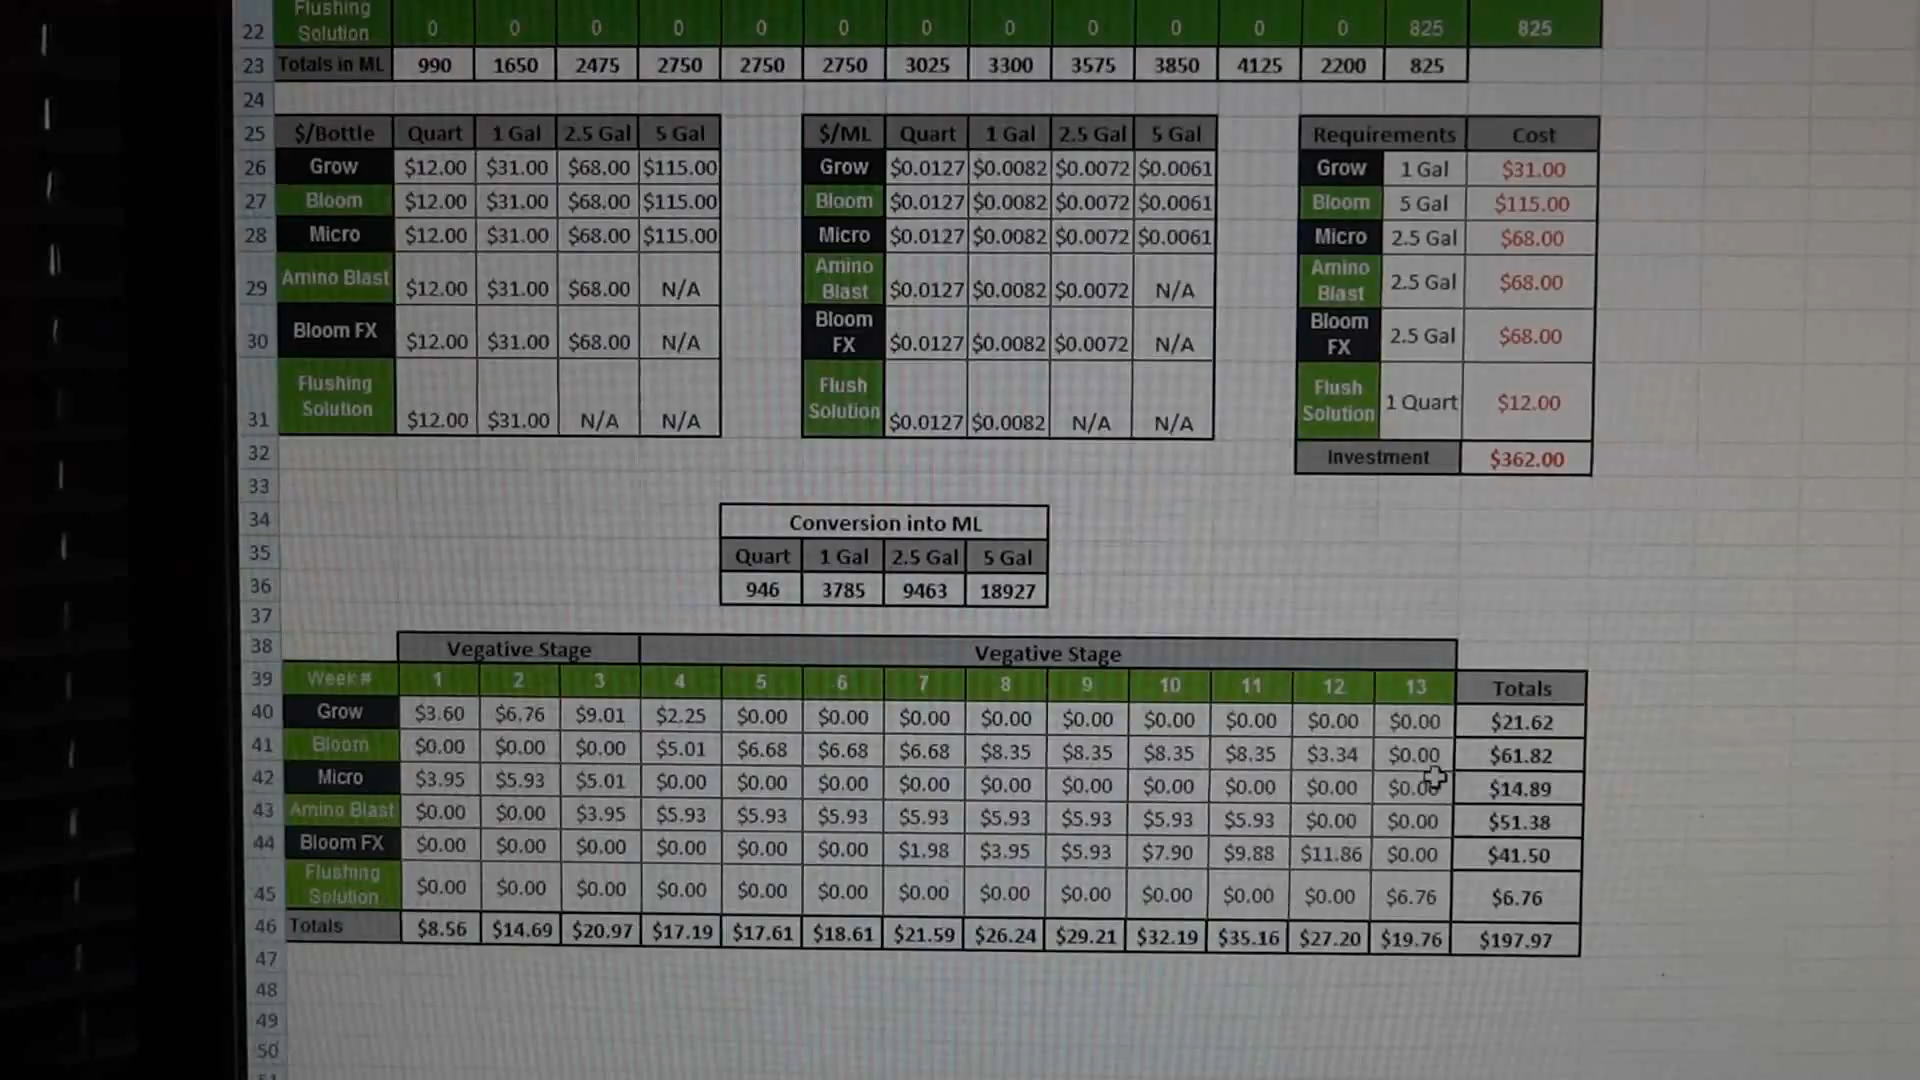 Flushing
22 Solution 0 0 0 0 0 0 0 0 0 0 0 0 825 825
23 Totals in ML 990 1650 2475 2750 2750 2750 3025 3300 3575 3850 4125 2200 825
24
25 $/Bottle Quart 1 Gal 2.5 Gal 5 Gal $/ML Quart 1 Gal 2.5 Gal 5 Gal Requirements Cost
26 Grow $12.00 $31.00 $68.00 $115.00 Grow $0.0127 $0.0082 $0.0072 $0.0061 Grow 1 Gal $31.00
27 Bloom $12.00 $31.00 $68.00 $115.00 Bloom $0.0127 $0.0082 $0.0072 $0.0061 Bloom 5 Gal $115.00
28 Micro $12.00 $31.00 $68.00 $115.00 Micro $0.0127 $0.0082 $0.0072 $0.0061 Micro 2.5 Gal $68.00
29 Amino Blast $12.00 $31.00 $68.00 N/A Amino Blast $0.0127 $0.0082 $0.0072 N/A Amino Blast 2.5 Gal $68.00
30 Bloom FX $12.00 $31.00 $68.00 N/A Bloom FX $0.0127 $0.0082 $0.0072 N/A Bloom FX 2.5 Gal $68.00
31 Flushing Solution $12.00 $31.00 N/A N/A Flush Solution $0.0127 $0.0082 N/A N/A Flush Solution 1 Quart $12.00
32 Investment $362.00
33
34 Conversion into ML
35 Quart 1 Gal 2.5 Gal 5 Gal
36 946 3785 9463 18927
37
38 Vegative Stage Vegative Stage
39 Week # 1 2 3 4 5 6 7 8 9 10 11 12 13 Totals
40 Grow $3.60 $6.76 $9.01 $2.25 $0.00 $0.00 $0.00 $0.00 $0.00 $0.00 $0.00 $0.00 $0.00 $21.62
41 Bloom $0.00 $0.00 $0.00 $5.01 $6.68 $6.68 $6.68 $8.35 $8.35 $8.35 $8.35 $3.34 $0.00 $61.82
42 Micro $3.95 $5.93 $5.01 $0.00 $0.00 $0.00 $0.00 $0.00 $0.00 $0.00 $0.00 $0.00 $0.00 $14.89
43 Amino Blast $0.00 $0.00 $3.95 $5.93 $5.93 $5.93 $5.93 $5.93 $5.93 $5.93 $5.93 $0.00 $0.00 $51.38
44 Bloom FX $0.00 $0.00 $0.00 $0.00 $0.00 $0.00 $1.98 $3.95 $5.93 $7.90 $9.88 $11.86 $0.00 $41.50
45 Flushing Solution $0.00 $0.00 $0.00 $0.00 $0.00 $0.00 $0.00 $0.00 $0.00 $0.00 $0.00 $0.00 $6.76 $6.76
46 Totals $8.56 $14.69 $20.97 $17.19 $17.61 $18.61 $21.59 $26.24 $29.21 $32.19 $35.16 $27.20 $19.76 $197.97
47
48
49
50